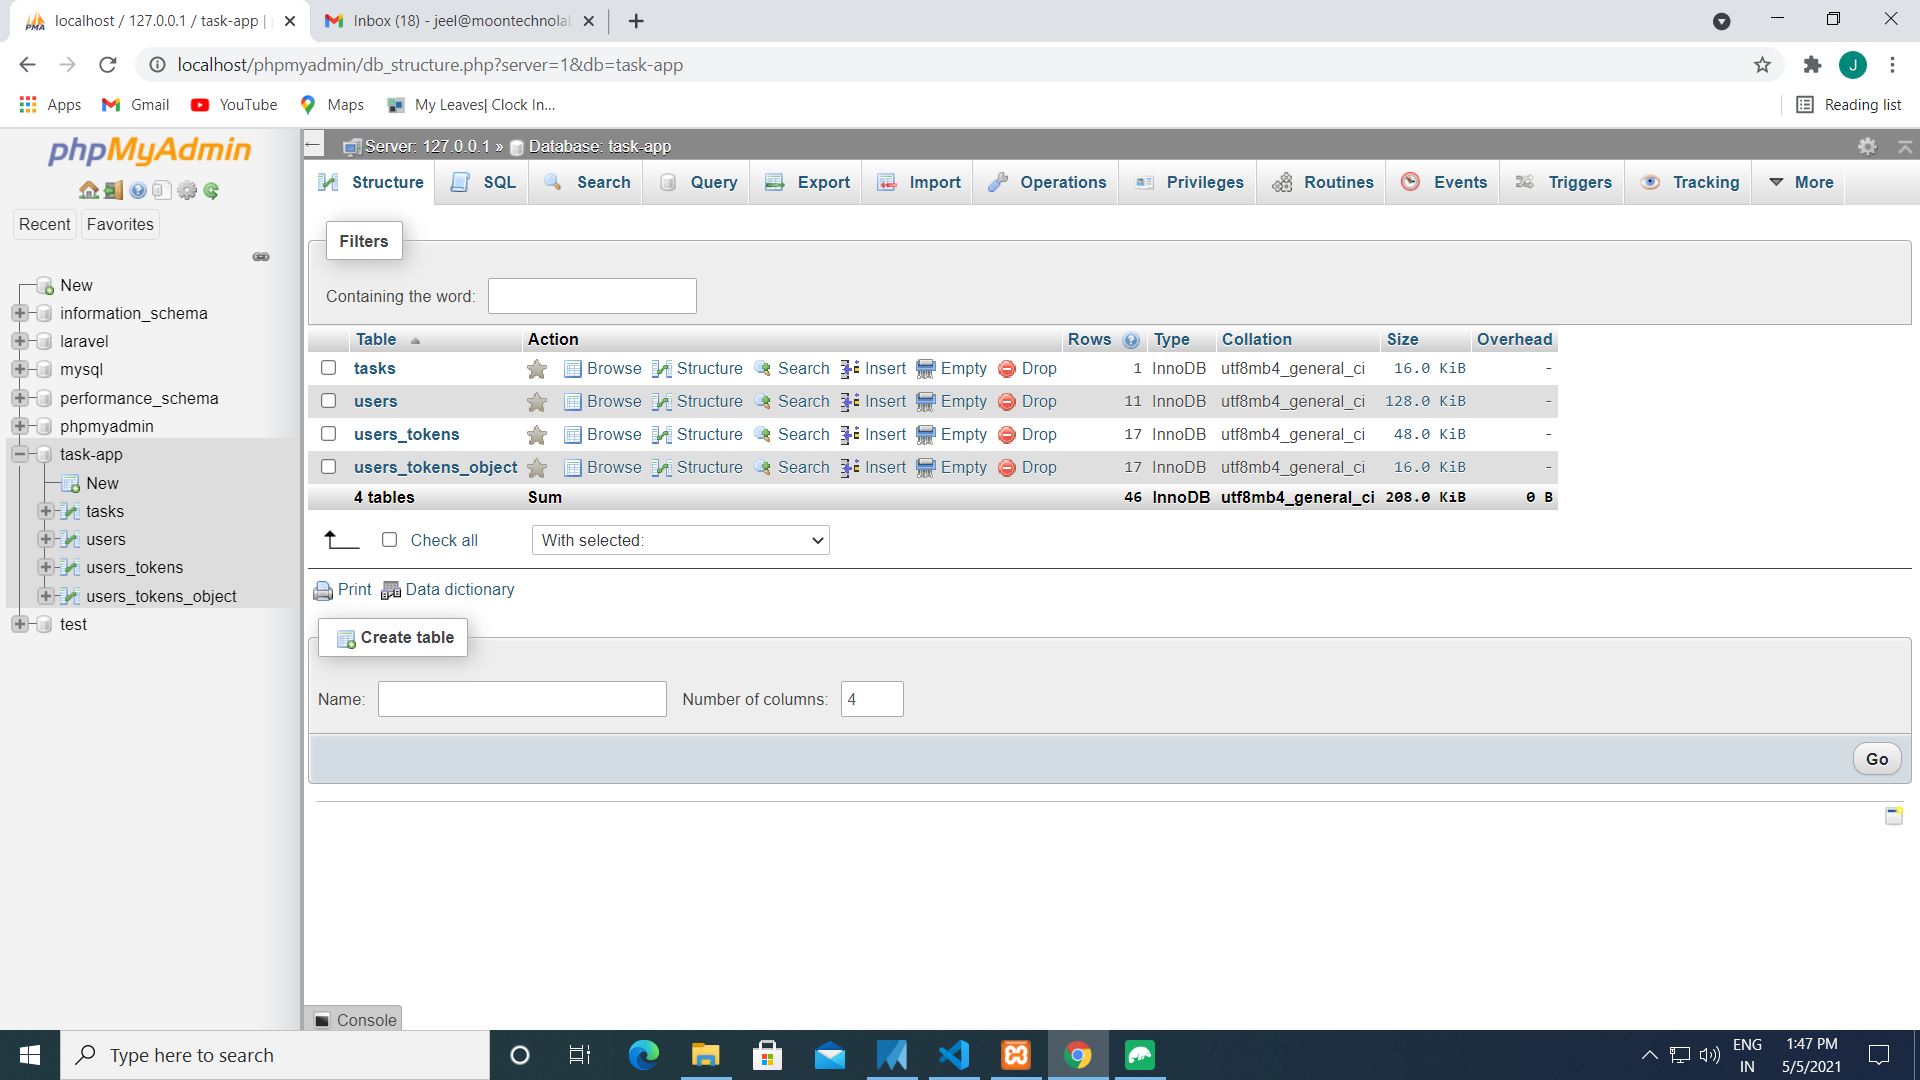 localhost / 127.0.0.1 / task-app |
Inbox (18) - jeel@moontechnolab
localhost/phpmyadmin/db_structure.php?server=1&db=task-app
J
Apps
Gmail
YouTube
Maps
My Leaves| Clock In...
Reading list
phpMyAdmin
Recent
Favorites
New
information_schema
laravel
mysql
performance_schema
phpmyadmin
task-app
New
tasks
users
users_tokens
users_tokens_object
test
Server: 127.0.0.1 » Database: task-app
Structure
SQL
Search
Query
Export
Import
Operations
Privileges
Routines
Events
Triggers
Tracking
More
Filters
Containing the word:
Table Action Rows Type Collation Size Overhead
tasks Browse Structure Search Insert Empty Drop 1 InnoDB utf8mb4_general_ci 16.0 KiB -
users Browse Structure Search Insert Empty Drop 11 InnoDB utf8mb4_general_ci 128.0 KiB -
users_tokens Browse Structure Search Insert Empty Drop 17 InnoDB utf8mb4_general_ci 48.0 KiB -
users_tokens_object Browse Structure Search Insert Empty Drop 17 InnoDB utf8mb4_general_ci 16.0 KiB -
4 tables Sum 46 InnoDB utf8mb4_general_ci 208.0 KiB 0 B
Check all
With selected:
Print
Data dictionary
Create table
Name:
Number of columns: 4
Go
Console
Type here to search
ENG
IN
1:47 PM
5/5/2021